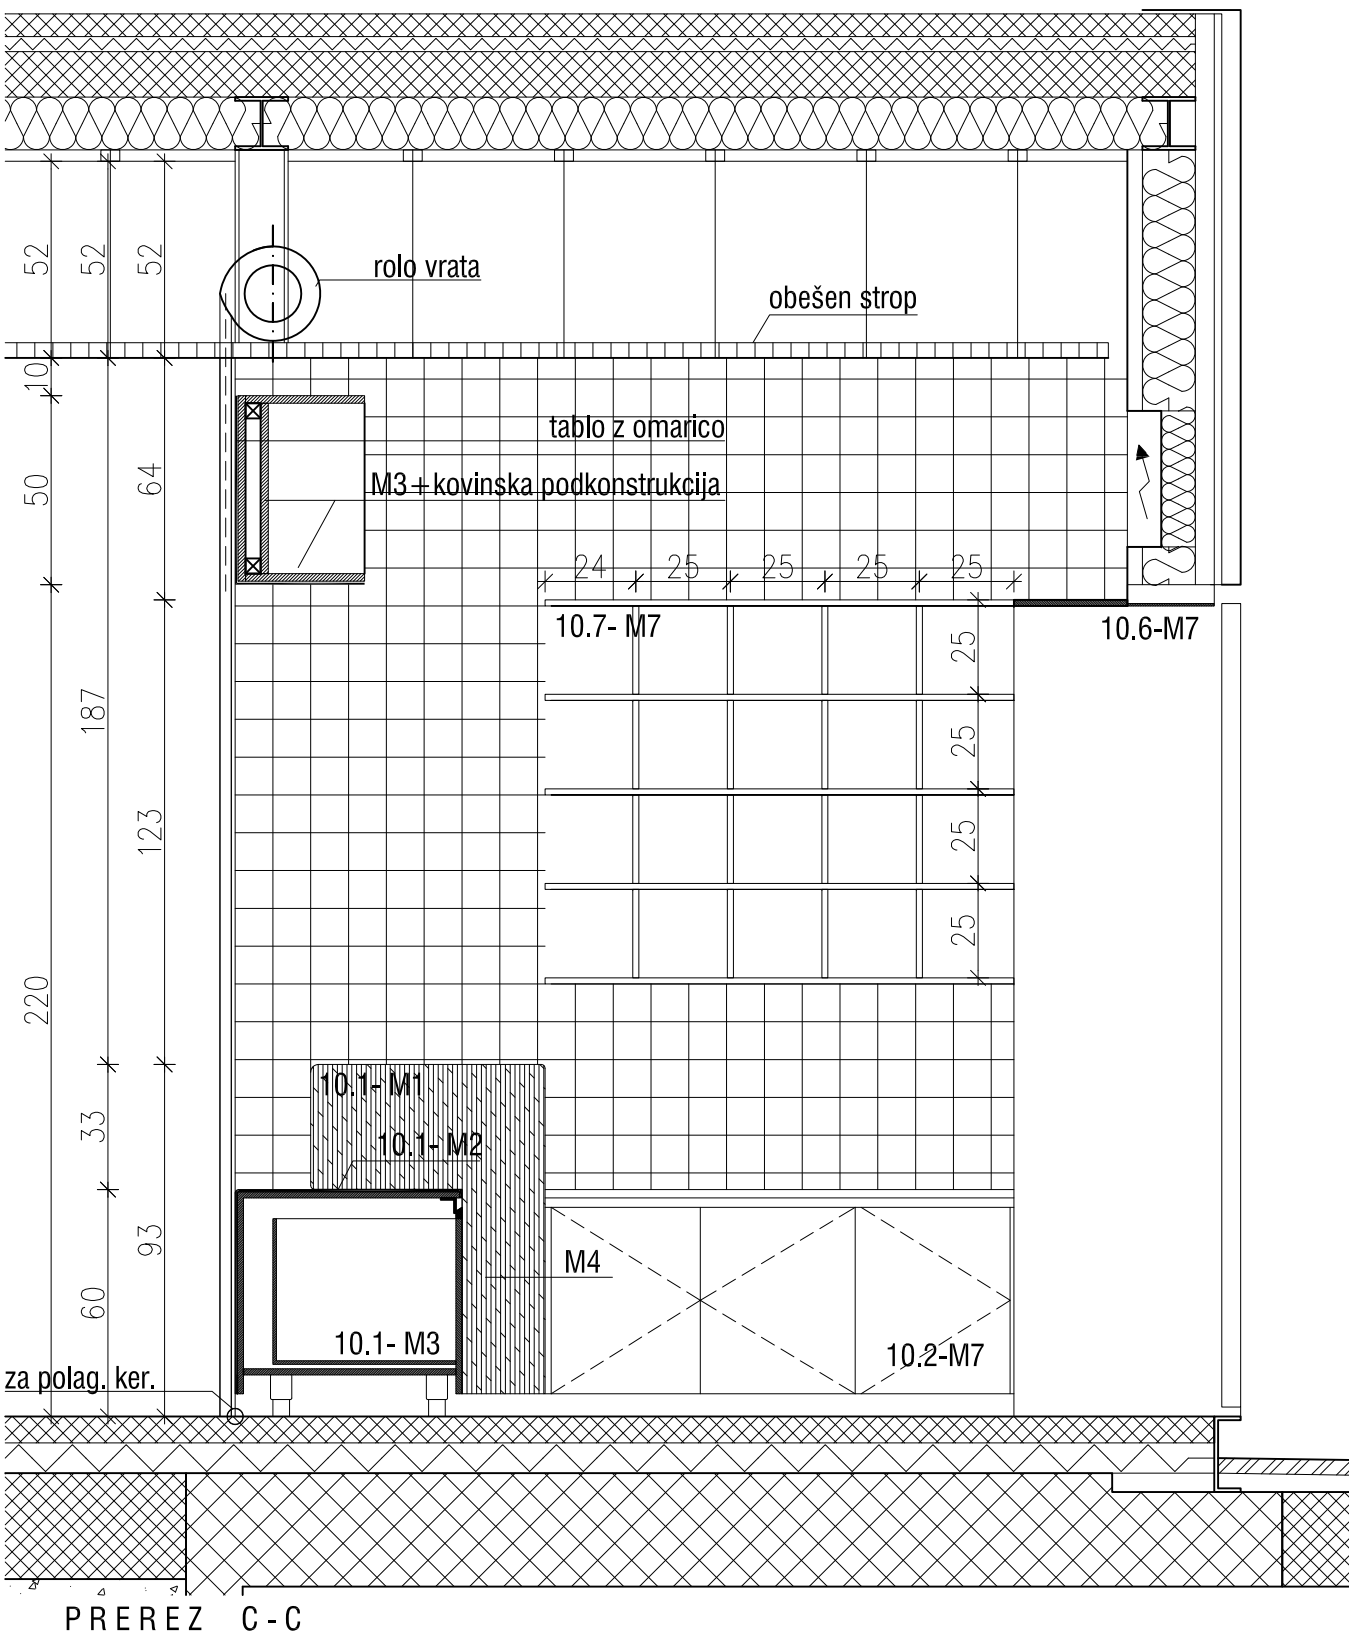 52
52
52
rolo vrata
obešen strop
10
tablo z omarico
50
64
M3+kovinska podkonstrukcija
24
25
25
25
25
10.7- M7
10.6-M7
25
187
25
123
25
25
220
10.1- M1
33
10.1- M2
93
M4
60
10.1- M3
10.2-M7
za polag. ker.
PREREZ C-C